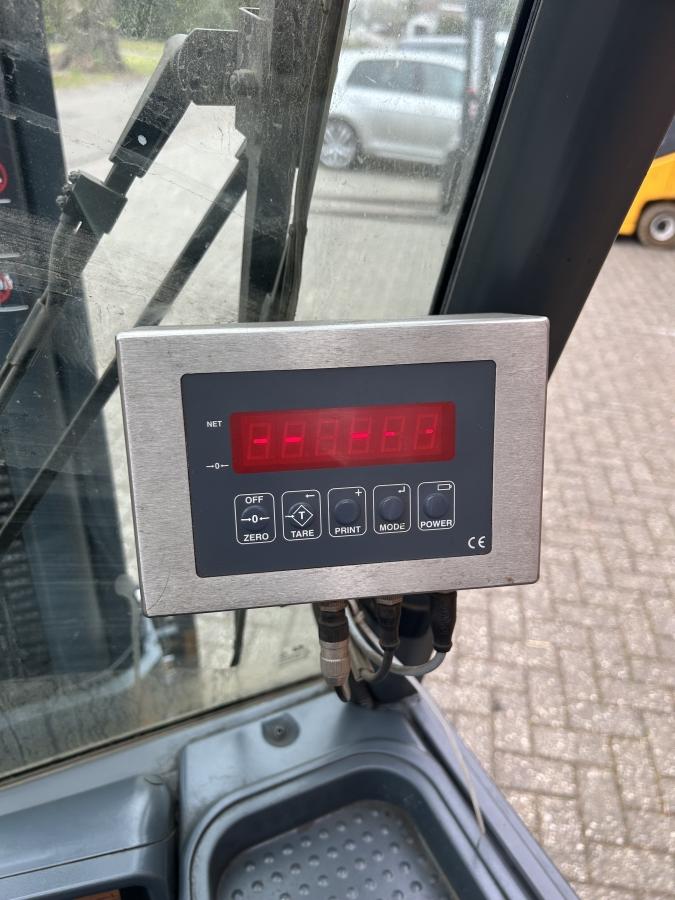 NET
→0←
- - - - -
OFF
→0←
ZERO
←
→T
TARE
+
PRINT
↵
MODE
POWER
CE